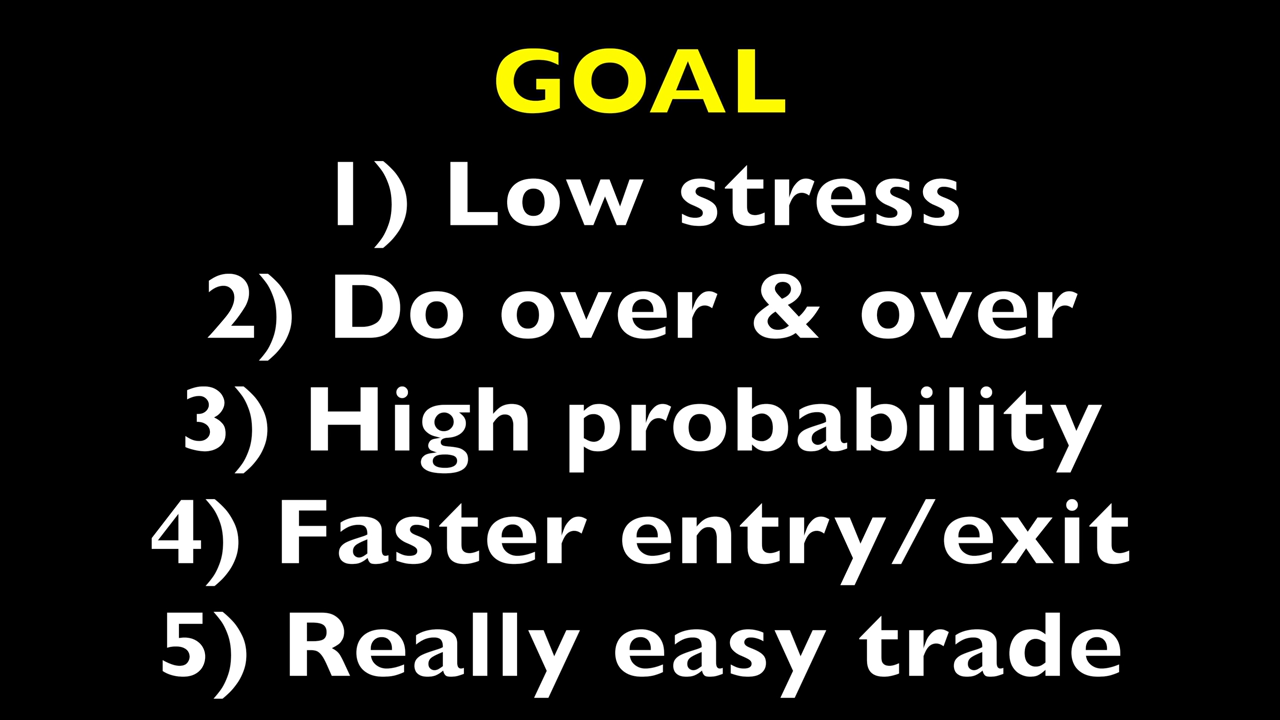 GOAL
1) Low stress
2) Do over & over
3) High probability
4) Faster entry/exit
5) Really easy trade